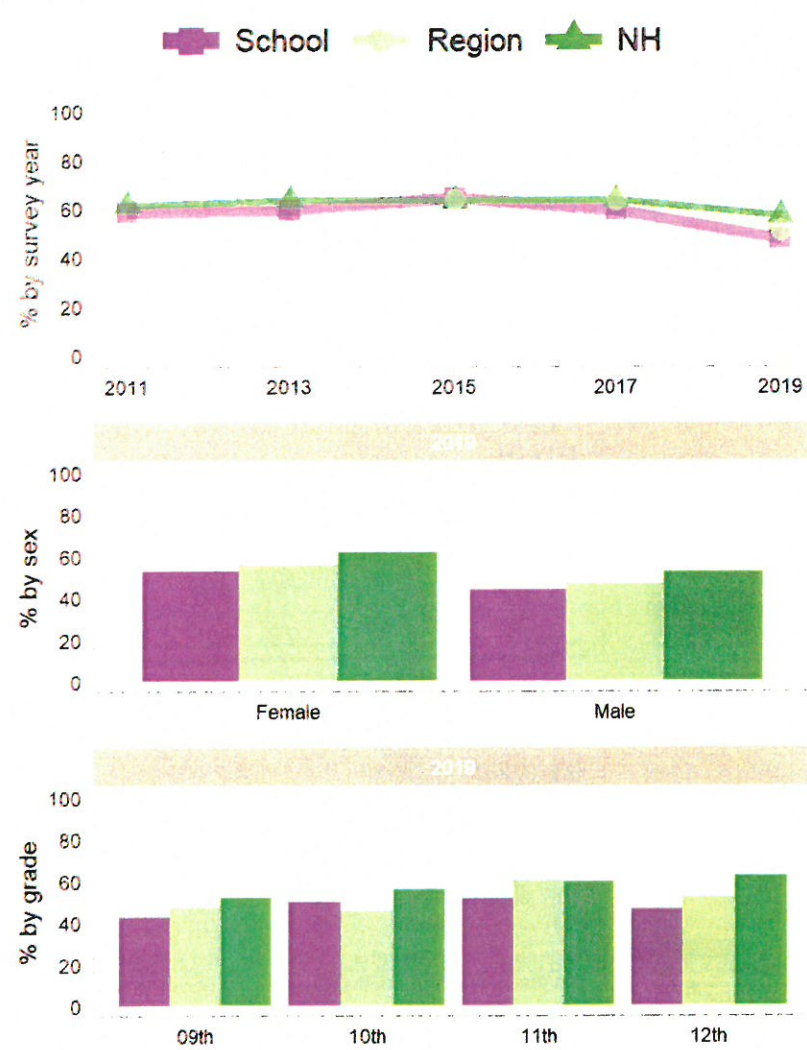 School Region NH
% by survey year
100
80
60
40
20
0
2011 2013 2015 2017 2019
2019
% by sex
100
80
60
40
20
0
Female Male
2019
% by grade
100
80
60
40
20
0
09th 10th 11th 12th